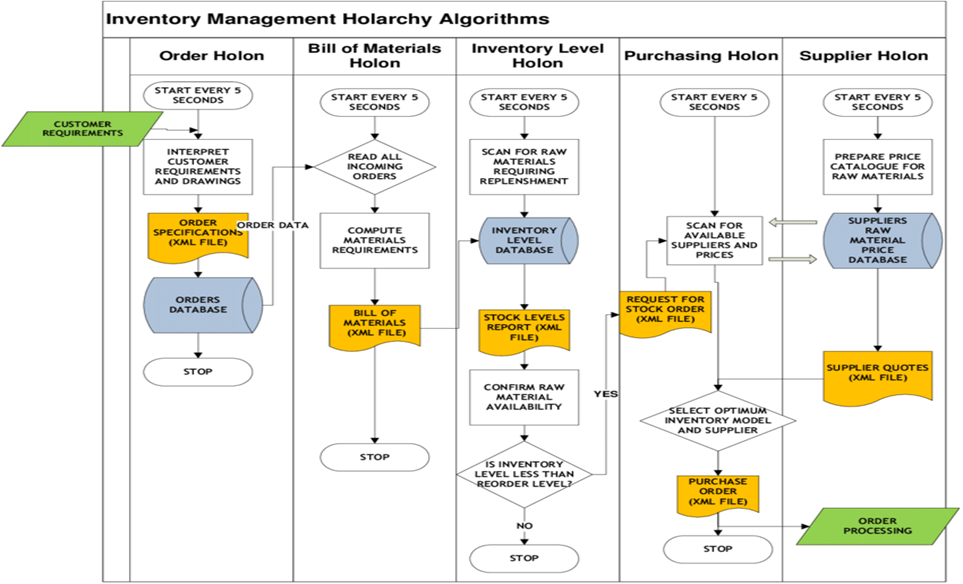 Inventory Management Holarchy Algorithms
Order Holon
Bill of Materials
Holon
Inventory Level
Holon
Purchasing Holon
Supplier Holon
START EVERY 5
SECONDS
CUSTOMER
REQUIREMENTS
INTERPRET
CUSTOMER
REQUIREMENTS
AND DRAWINGS
ORDER
SPECIFICATIONS
(XML FILE)
ORDER DATA
ORDERS
DATABASE
STOP
START EVERY 5
SECONDS
READ ALL
INCOMING
ORDERS
COMPUTE
MATERIALS
REQUIREMENTS
BILL OF
MATERIALS
(XML FILE)
STOP
START EVERY 5
SECONDS
SCAN FOR RAW
MATERIALS
REQUIRING
REPLENSHMENT
INVENTORY
LEVEL
DATABASE
STOCK LEVELS
REPORT (XML
FILE)
CONFIRM RAW
MATERIAL
AVAILABILITY
IS INVENTORY
LEVEL LESS THAN
REORDER LEVEL?
YES
NO
STOP
START EVERY 5
SECONDS
SCAN FOR
AVAILABLE
SUPPLIERS AND
PRICES
REQUEST FOR
STOCK ORDER
(XML FILE)
SELECT OPTIMUM
INVENTORY MODEL
AND SUPPLIER
PURCHASE
ORDER
(XML FILE)
STOP
START EVERY 5
SECONDS
PREPARE PRICE
CATALOGUE FOR
RAW MATERIALS
SUPPLIERS
RAW
MATERIAL
PRICE
DATABASE
SUPPLIER QUOTES
(XML FILE)
ORDER
PROCESSING